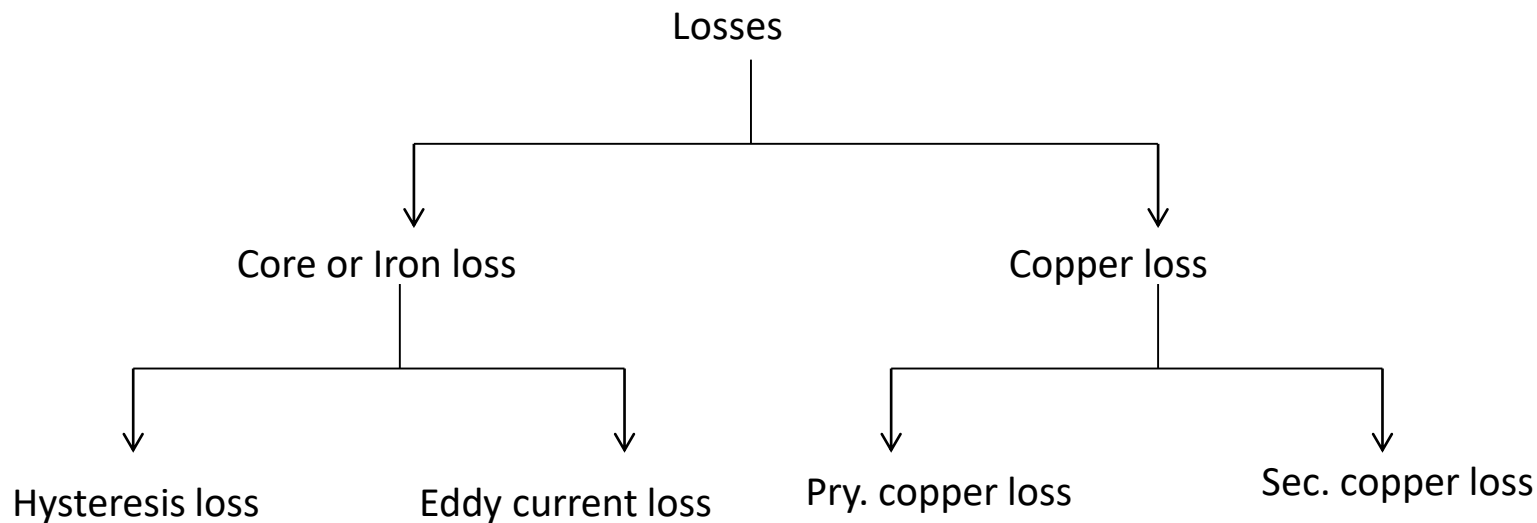 Losses
Core or Iron loss
Copper loss
Hysteresis loss
Eddy current loss
Pry. copper loss
Sec. copper loss